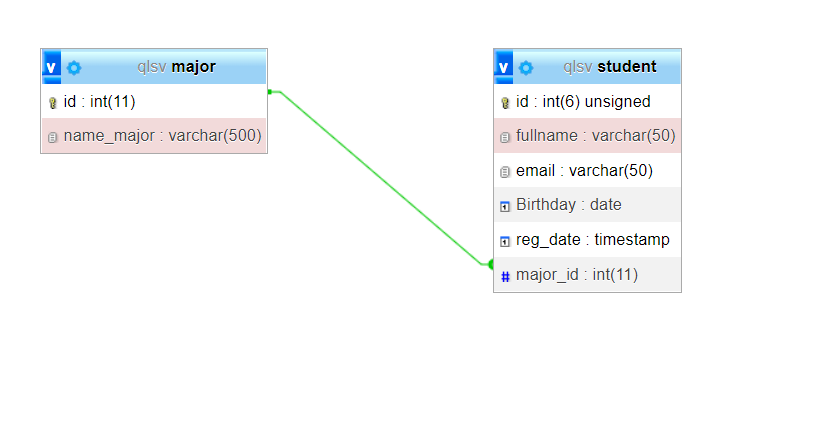 v qlsv major
id : int(11)
name_major : varchar(500)
v qlsv student
id : int(6) unsigned
fullname : varchar(50)
email : varchar(50)
Birthday : date
reg_date : timestamp
# major_id : int(11)